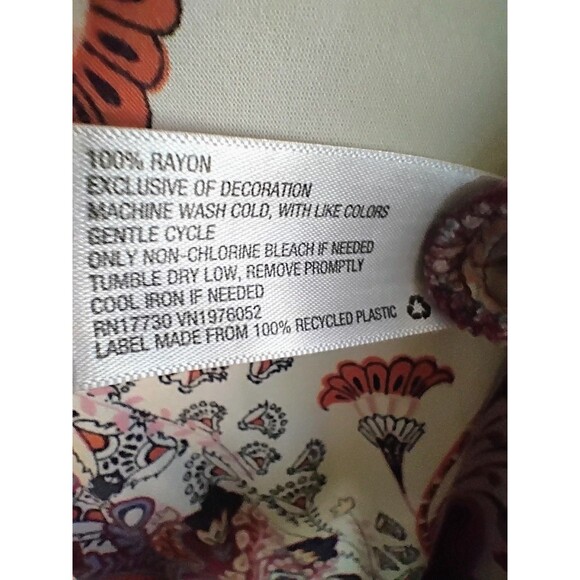 100% RAYON
EXCLUSIVE OF DECORATION
MACHINE WASH COLD, WITH LIKE COLORS
GENTLE CYCLE
ONLY NON-CHLORINE BLEACH IF NEEDED
TUMBLE DRY LOW, REMOVE PROMPTLY
COOL IRON IF NEEDED
RN17730 VN1976052
LABEL MADE FROM 100% RECYCLED PLASTIC